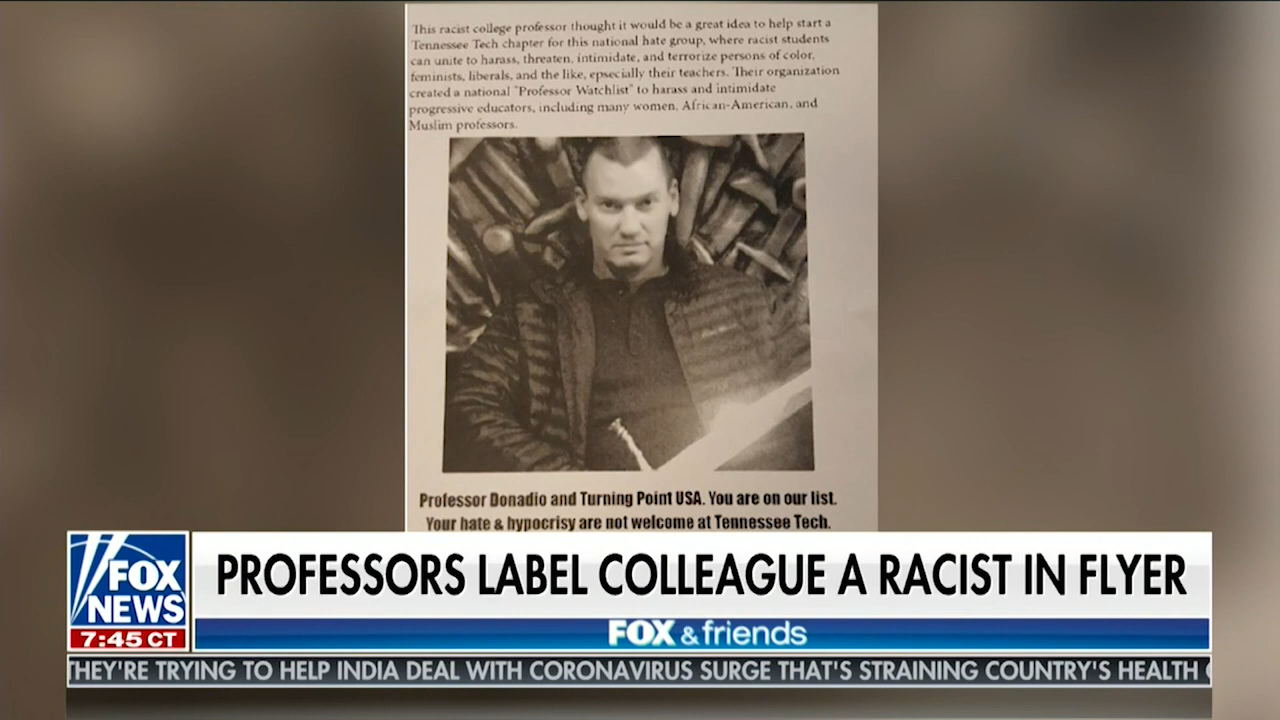 This racist college professor thought it would be a great idea to help start a
Tennessee Tech chapter for this national hate group, where racist students
can unite to harass, threaten, intimidate, and terrorize persons of color,
feminists, liberals, and the like, epsecially their teachers. Their organization
created a national "Professor Watchlist" to harass and intimidate
progressive educators, including many women, African-American, and
Muslim professors.
Professor Donadio and Turning Point USA. You are on our list.
Your hate & hypocrisy are not welcome at Tennessee Tech.
FOX
NEWS
7:45 CT
PROFESSORS LABEL COLLEAGUE A RACIST IN FLYER
FOX & friends
THEY'RE TRYING TO HELP INDIA DEAL WITH CORONAVIRUS SURGE THAT'S STRAINING COUNTRY'S HEALTH